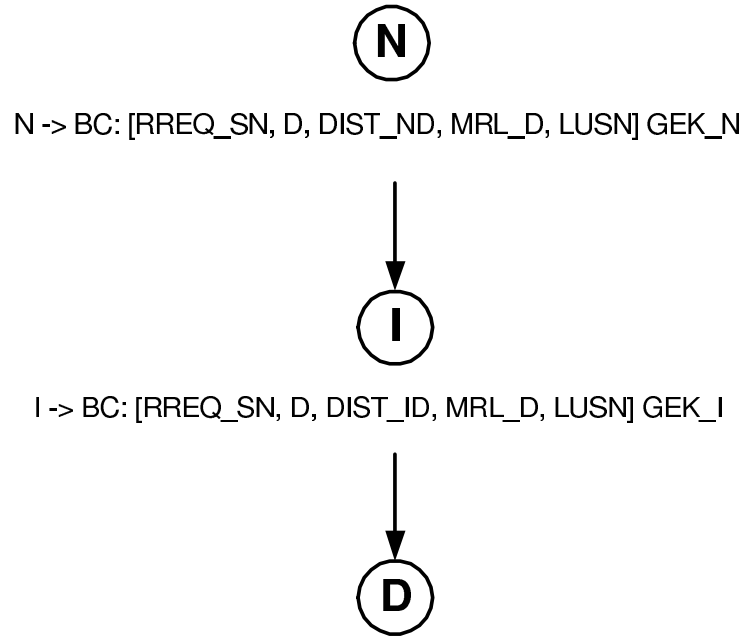 N
N -> BC: [RREQ_SN, D, DIST_ND, MRL_D, LUSN] GEK_N
I
I -> BC: [RREQ_SN, D, DIST_ID, MRL_D, LUSN] GEK_I
D